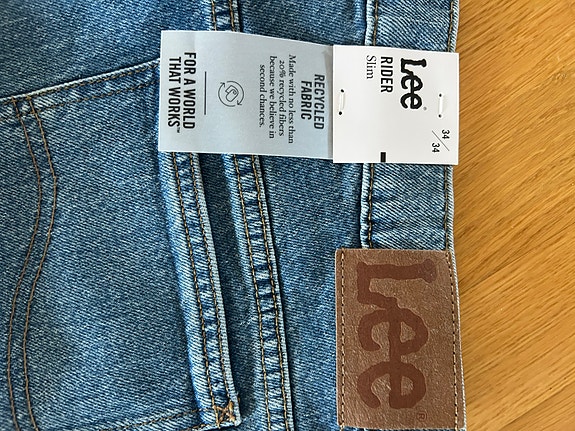 Lee®
RIDER
Slim
34/34
RECYCLED
FABRIC
Made with no less than
20% recycled fibers
because we believe in
second chances.
FOR A WORLD
THAT WORKS™
Lee®